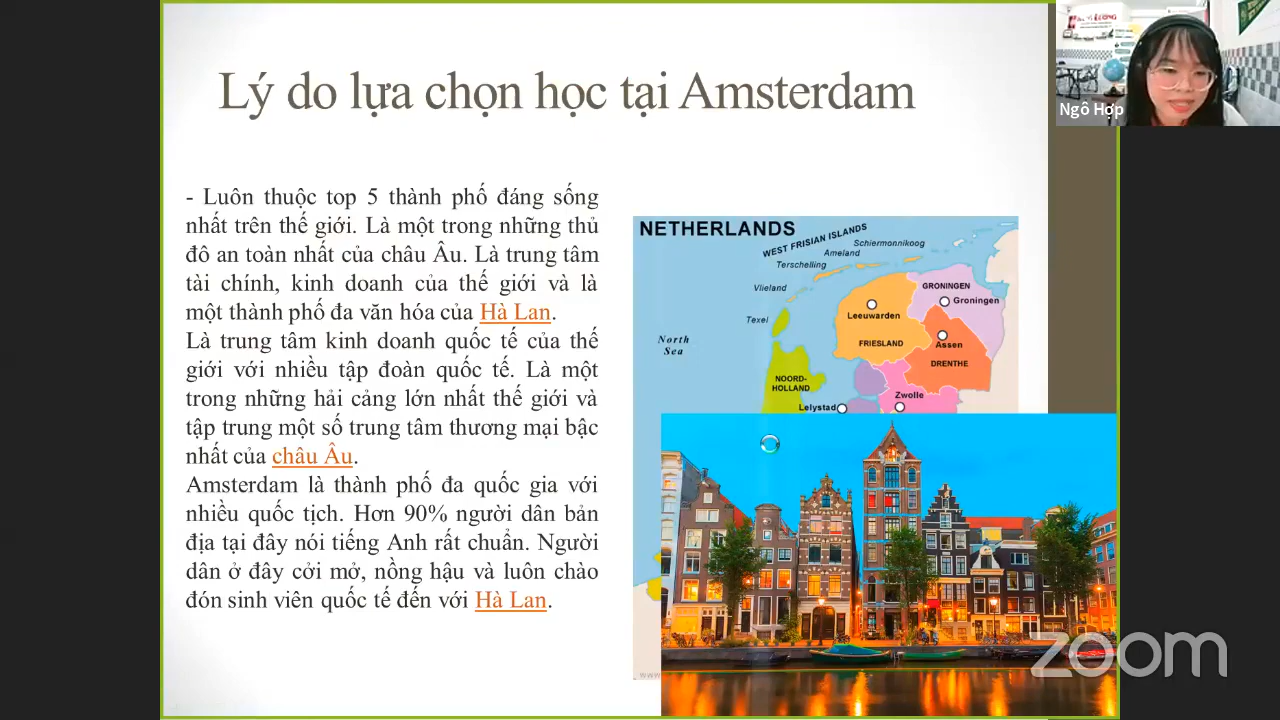 Lý do lựa chọn học tại Amsterdam
Ngô Hợp
- Luôn thuộc top 5 thành phố đáng sống
nhất trên thế giới. Là một trong những thủ
đô an toàn nhất của châu Âu. Là trung tâm
tài chính, kinh doanh của thế giới và là
một thành phố đa văn hóa của Hà Lan.
Là trung tâm kinh doanh quốc tế của thế
giới với nhiều tập đoàn quốc tế. Là một
trong những hải cảng lớn nhất thế giới và
tập trung một số trung tâm thương mại bậc
nhất của châu Âu.
Amsterdam là thành phố đa quốc gia với
nhiều quốc tịch. Hơn 90% người dân bản
địa tại đây nói tiếng Anh rất chuẩn. Người
dân ở đây cởi mở, nồng hậu và luôn chào
đón sinh viên quốc tế đến với Hà Lan.
NETHERLANDS
WEST FRISIAN ISLANDS
Schiermonnikoog
Ameland
Terschelling
Vlieland
Texel
North
Sea
GRONINGEN
Groningen
Leeuwarden
FRIESLAND
Assen
DRENTHE
NOORD-
HOLLAND
Zwolle
Lelystad
www
zoom